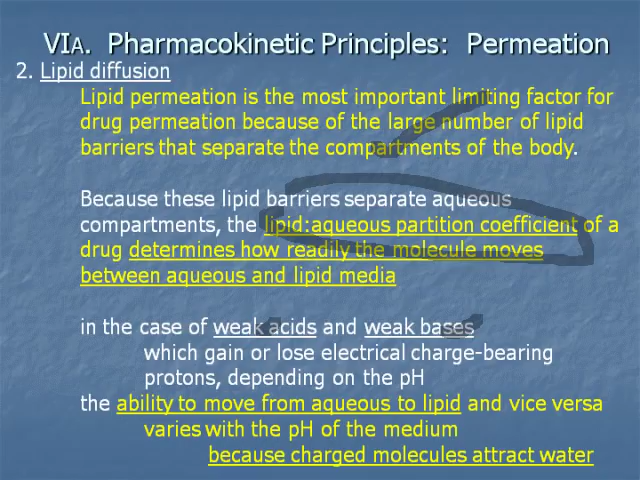 VIA. Pharmacokinetic Principles: Permeation
2. Lipid diffusion
Lipid permeation is the most important limiting factor for
drug permeation because of the large number of lipid
barriers that separate the compartments of the body.
Because these lipid barriers separate aqueous
compartments, the lipid:aqueous partition coefficient of a
drug determines how readily the molecule moves
between aqueous and lipid media
in the case of weak acids and weak bases
which gain or lose electrical charge-bearing
protons, depending on the pH
the ability to move from aqueous to lipid and vice versa
varies with the pH of the medium
because charged molecules attract water